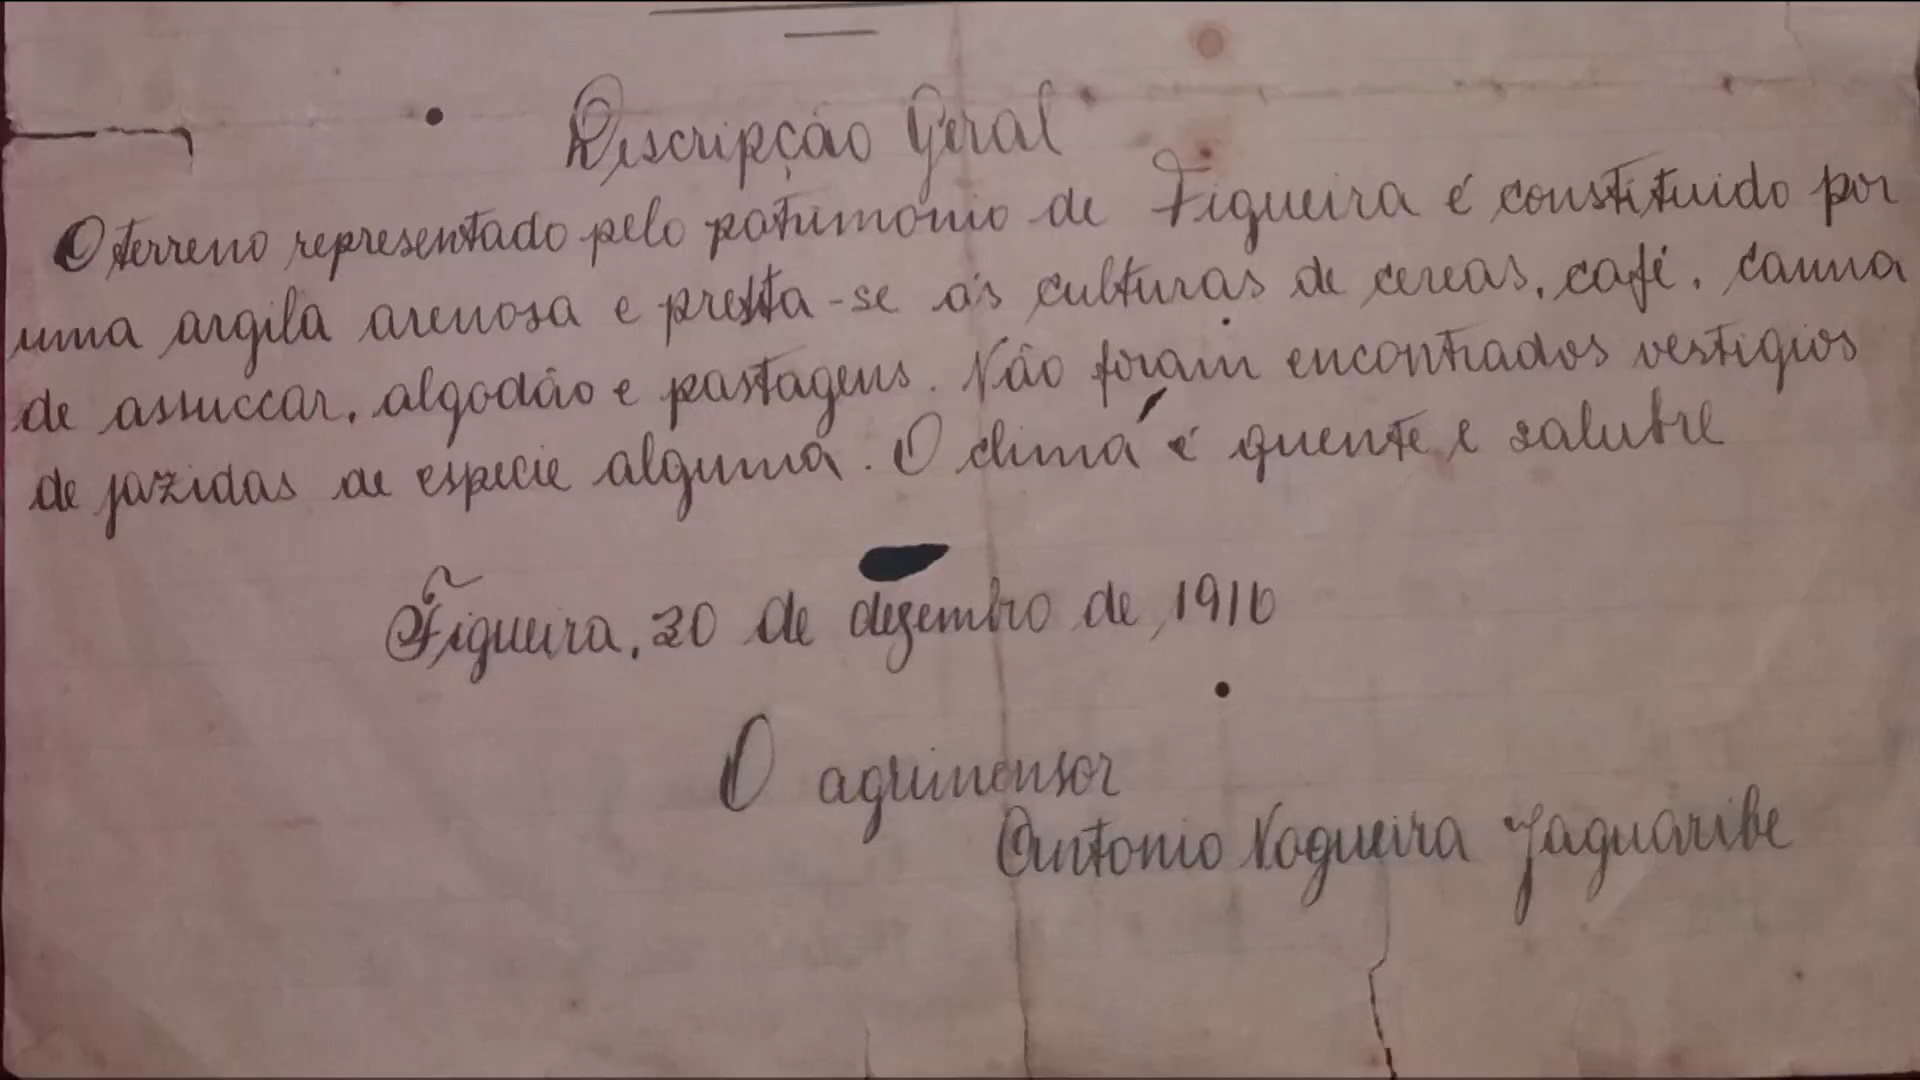 Descripção Geral
O terreno representado pelo patrimonio de Figueira é constituido por
uma argila arenosa e presta-se ás culturas de cereas, café, canna
de assuccar, algodão e pastagens. Não foram encontrados vestigios
de jazidas de especie alguma. O clima é quente e salubre
Figueira, 20 de dezembro de 1916
O agrimensor
Antonio Nogueira Jaguaribe